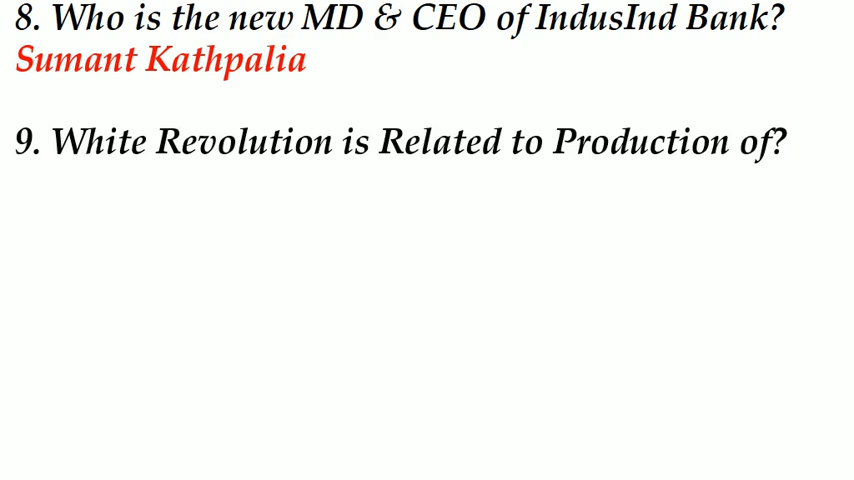 8. Who is the new MD & CEO of IndusInd Bank?
Sumant Kathpalia
9. White Revolution is Related to Production of?